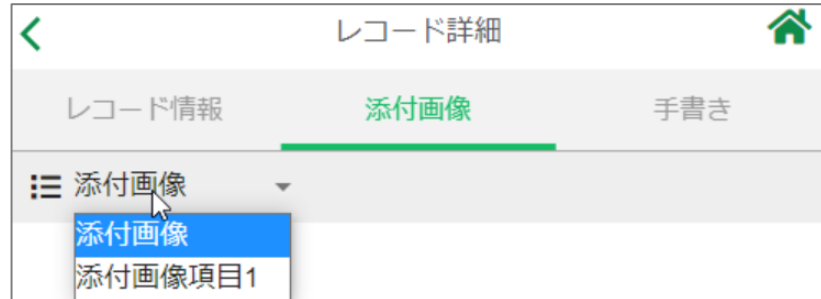 レコード詳細
レコード情報 添付画像 手書き
添付画像
添付画像
添付画像項目1